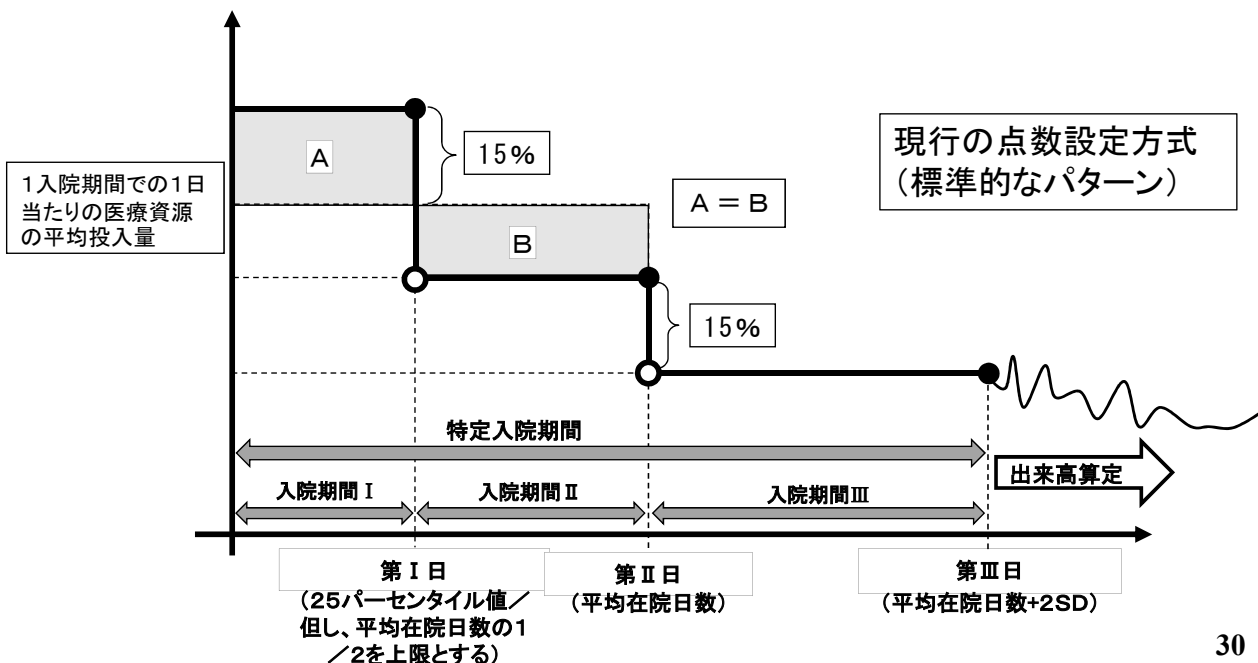 現行の点数設定方式
（標準的なパターン）
1入院期間での1日
当たりの医療資源
の平均投入量
A
15%
A＝B
B
15%
特定入院期間
出来高算定
入院期間Ⅰ
入院期間Ⅱ
入院期間Ⅲ
第Ⅰ日
（25パーセンタイル値／
但し、平均在院日数の1
／2を上限とする）
第Ⅱ日
（平均在院日数）
第Ⅲ日
（平均在院日数+2SD）
30